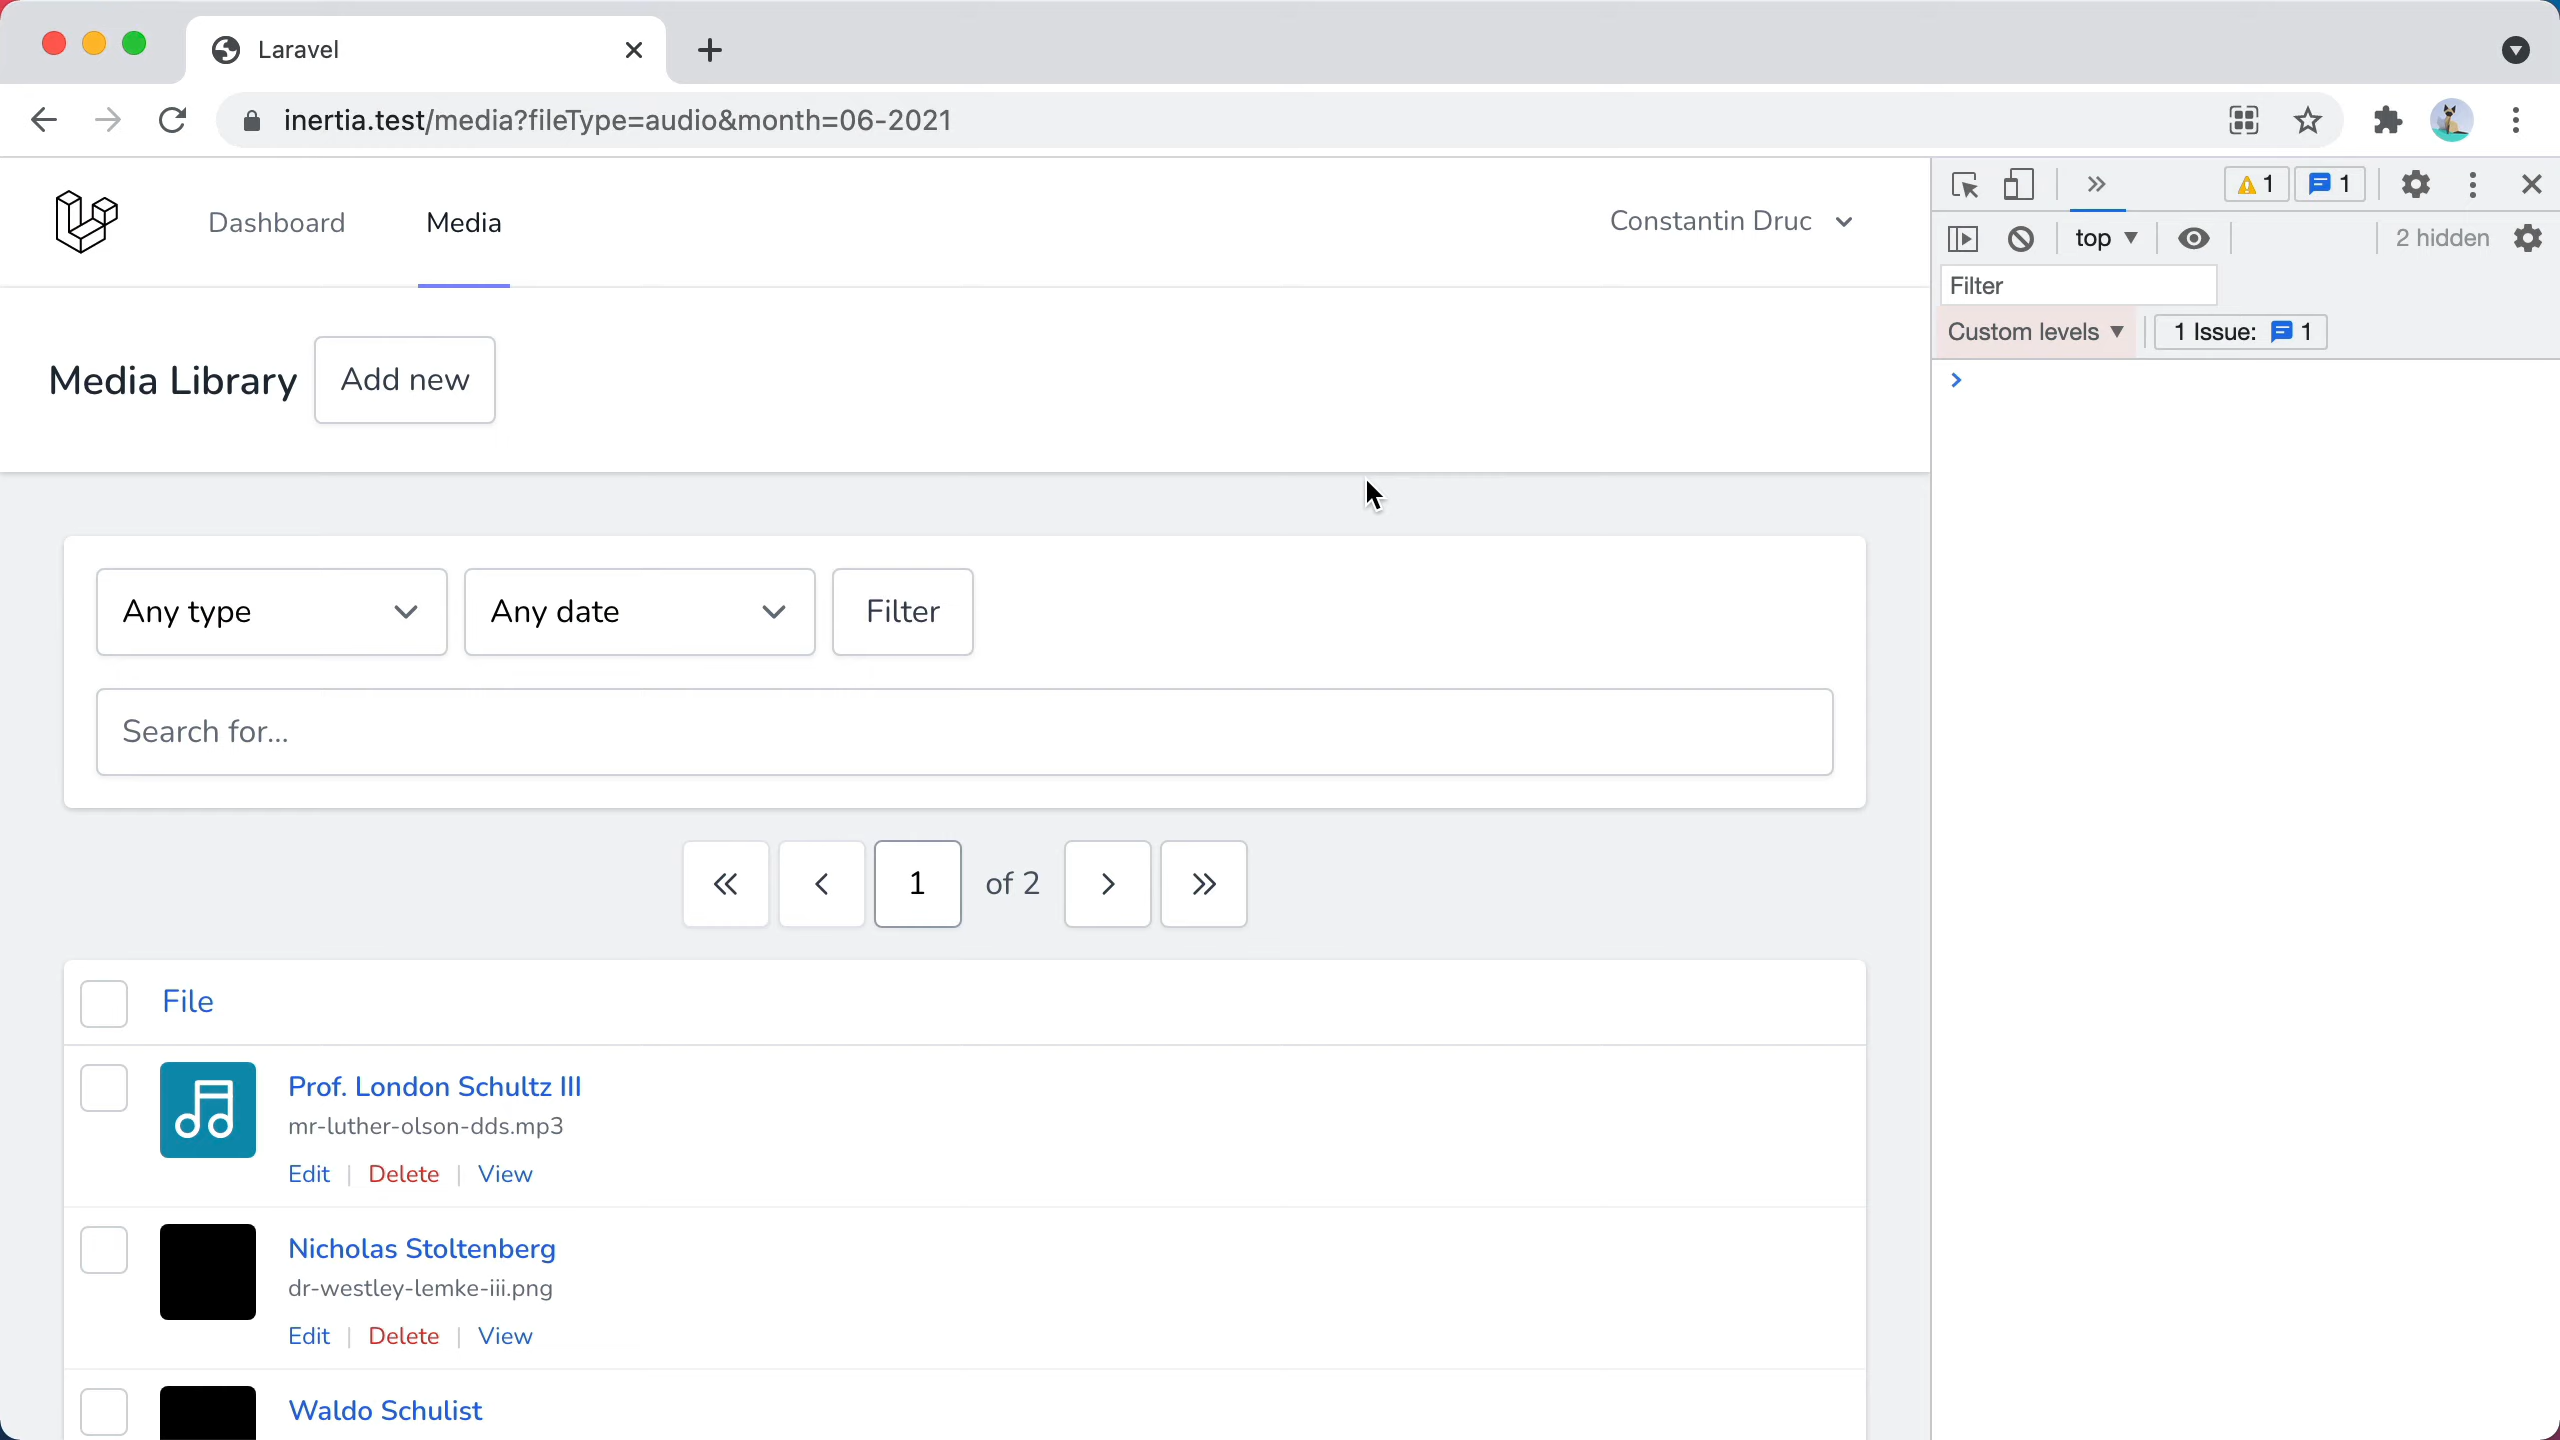 Laravel
inertia.test/media?fileType=audio&month=06-2021
Dashboard
Media
Constantin Druc
1
1
top
2 hidden
Filter
Custom levels
1 Issue: 1
Media Library
Add new
Any type
Any date
Filter
Search for...
1
of 2
File
Prof. London Schultz III
mr-luther-olson-dds.mp3
Edit | Delete | View
Nicholas Stoltenberg
dr-westley-lemke-iii.png
Edit | Delete | View
Waldo Schulist